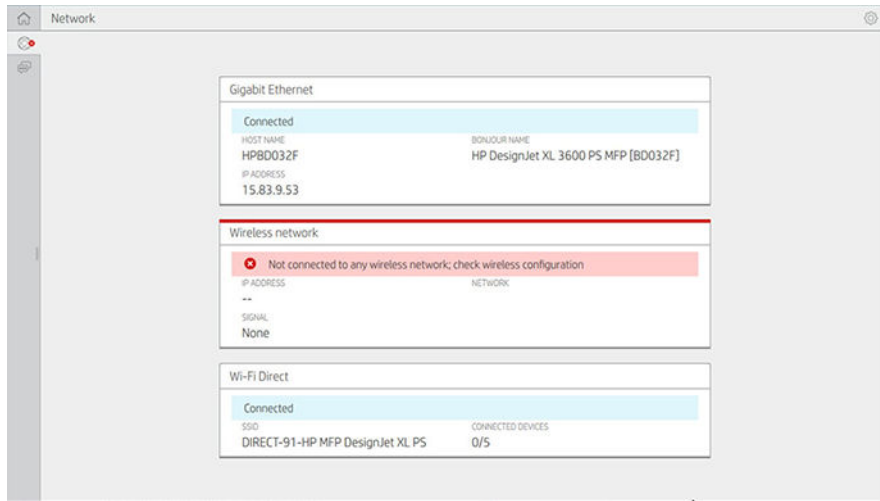 Network
Gigabit Ethernet
Connected
HOST NAME BONJOUR NAME
HPBD032F HP DesignJet XL 3600 PS MFP [BD032F]
IP ADDRESS
15.83.9.53
Wireless network
Not connected to any wireless network; check wireless configuration
IP ADDRESS NETWORK
--
SIGNAL
None
Wi-Fi Direct
Connected
SSID CONNECTED DEVICES
DIRECT-91-HP MFP DesignJet XL PS 0/5